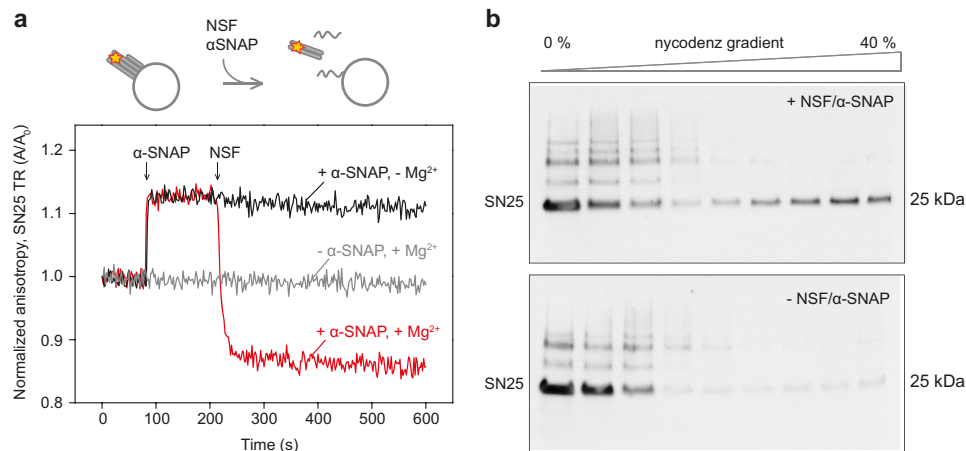 a
NSF
αSNAP
Normalized anisotropy, SN25 TR (A/A₀)
1.2
1.1
1.0
0.9
0.8
α-SNAP
NSF
+ α-SNAP, - Mg²⁺
- α-SNAP, + Mg²⁺
+ α-SNAP, + Mg²⁺
0
100
200
300
400
500
600
Time (s)
b
0 %
nycodenz gradient
40 %
+ NSF/α-SNAP
SN25
25 kDa
- NSF/α-SNAP
SN25
25 kDa